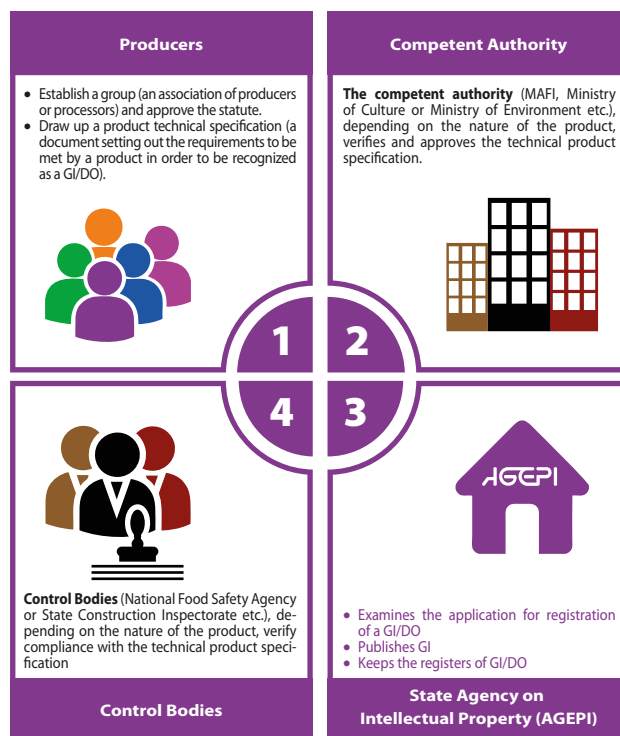 Producers
• Establish a group (an association of producers
or processors) and approve the statute.
• Draw up a product technical specification (a
document setting out the requirements to be
met by a product in order to be recognized
as a GI/DO).
1
Competent Authority
The competent authority (MAFI, Ministry
of Culture or Ministry of Environment etc.),
depending on the nature of the product,
verifies and approves the technical product
specification.
2
4
Control Bodies (National Food Safety Agency
or State Construction Inspectorate etc.), de-
pending on the nature of the product, verify
compliance with the technical product speci-
fication
Control Bodies
3
AGEPI
• Examines the application for registration
of a GI/DO
• Publishes GI
• Keeps the registers of GI/DO
State Agency on
Intellectual Property (AGEPI)